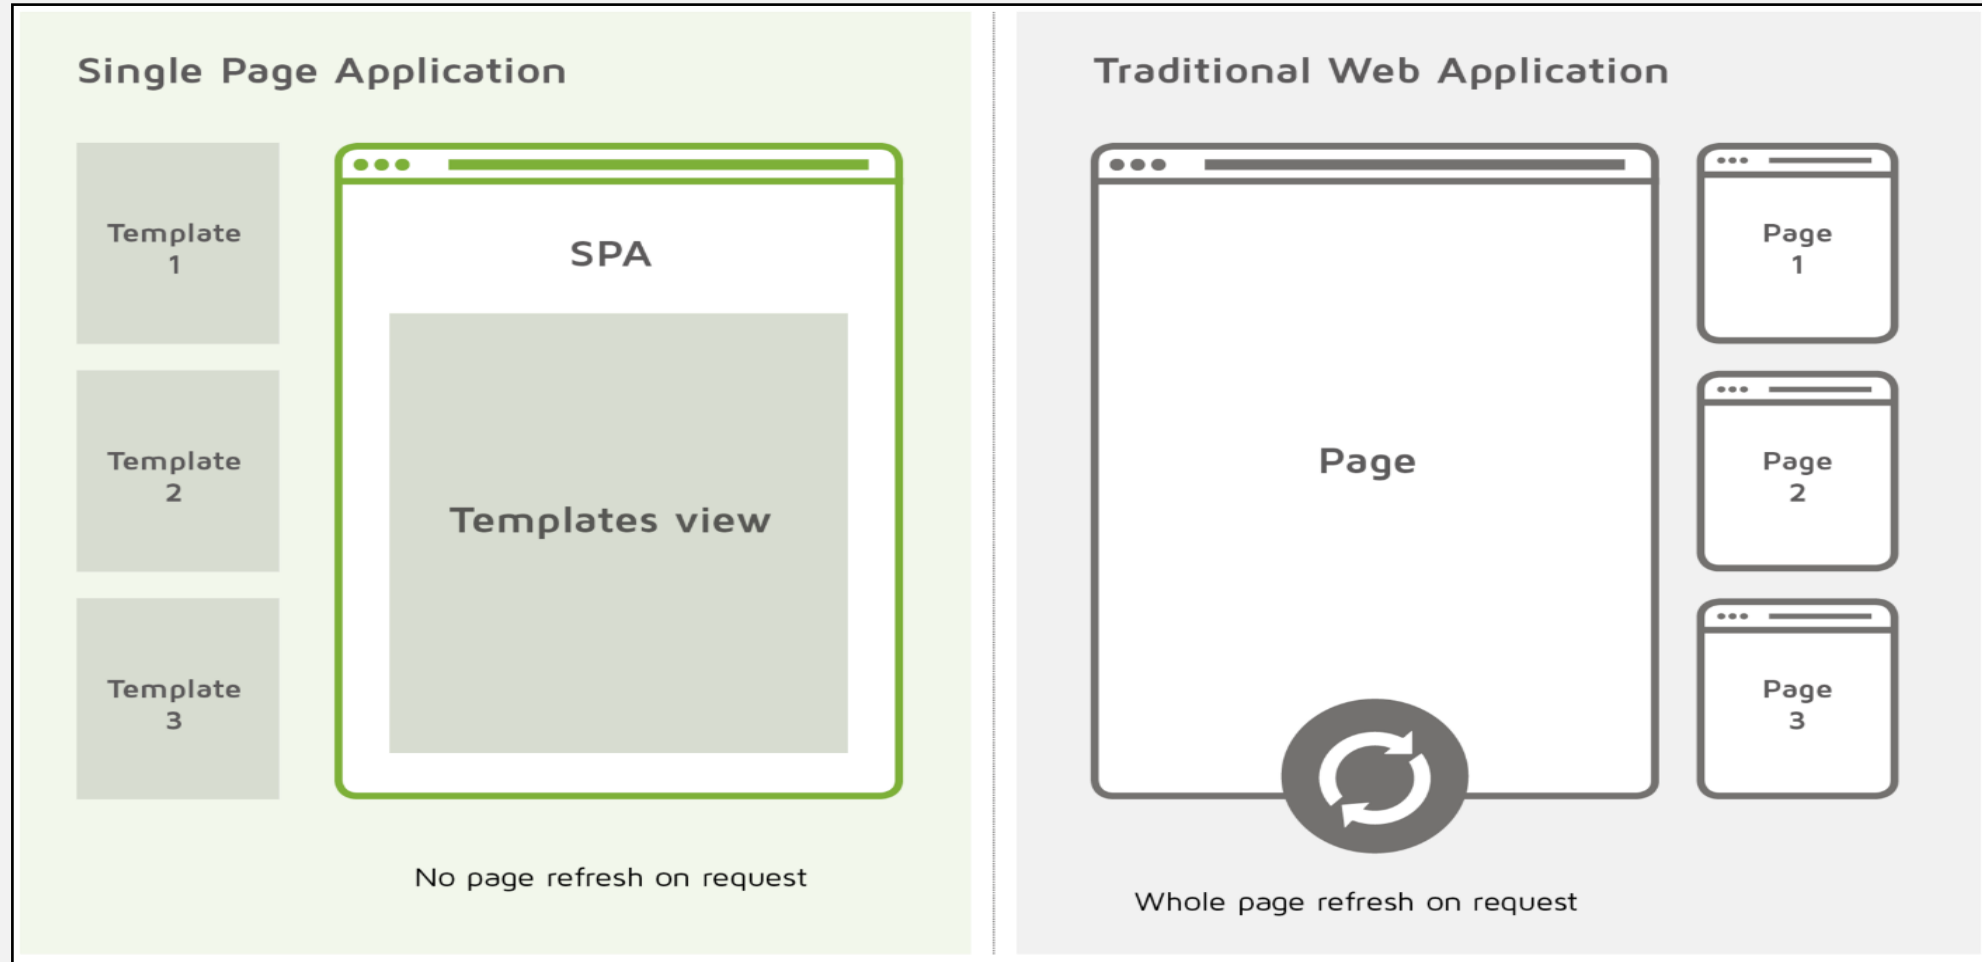 Single Page Application
Template
1
Template
2
Template
3
SPA
Templates view
No page refresh on request
Traditional Web Application
Page
Page
1
Page
2
Page
3
Whole page refresh on request